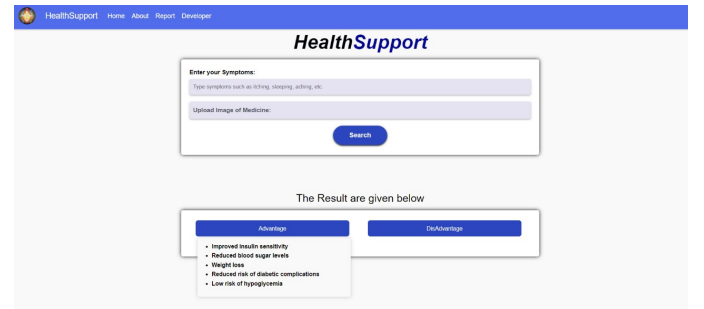 HealthSupport Home About Report Developer
HealthSupport
Enter your Symptoms:
Type symptoms such as itching, sleeping, aching, etc.
Upload Image of Medicine:
Search
The Result are given below
Advantage
DisAdvantage
Improved insulin sensitivity
Reduced blood sugar levels
Weight loss
Reduced risk of diabetic complications
Low risk of hypoglycemia